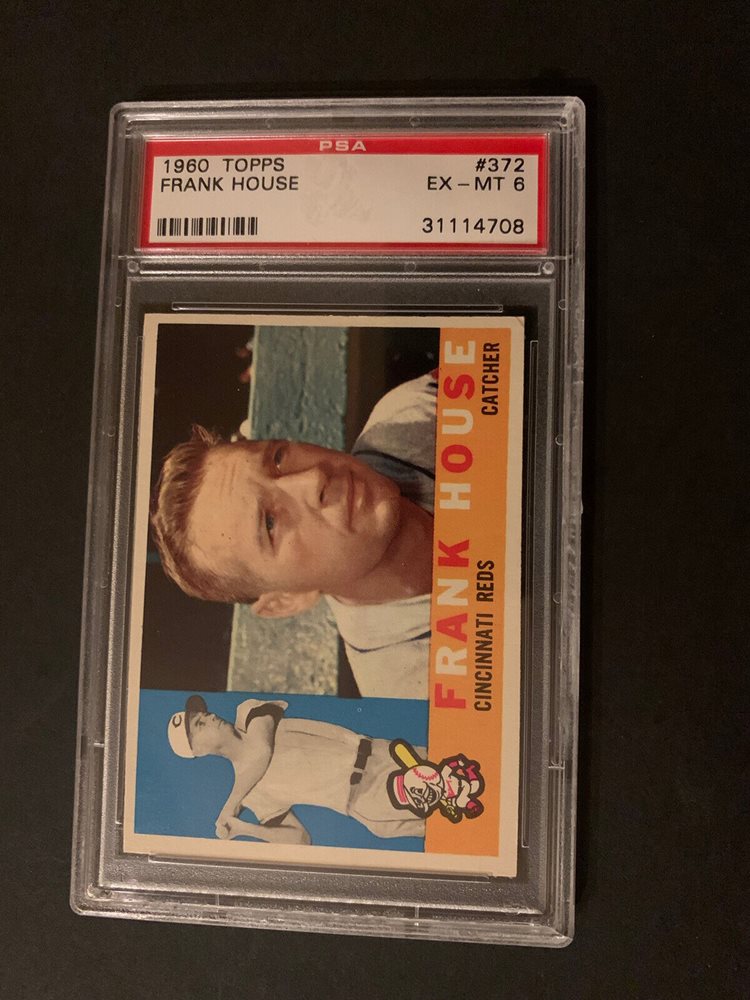 PSA
1960 TOPPS #372
FRANK HOUSE EX - MT 6
31114708
FRANK HOUSE
CINCINNATI REDS CATCHER
C